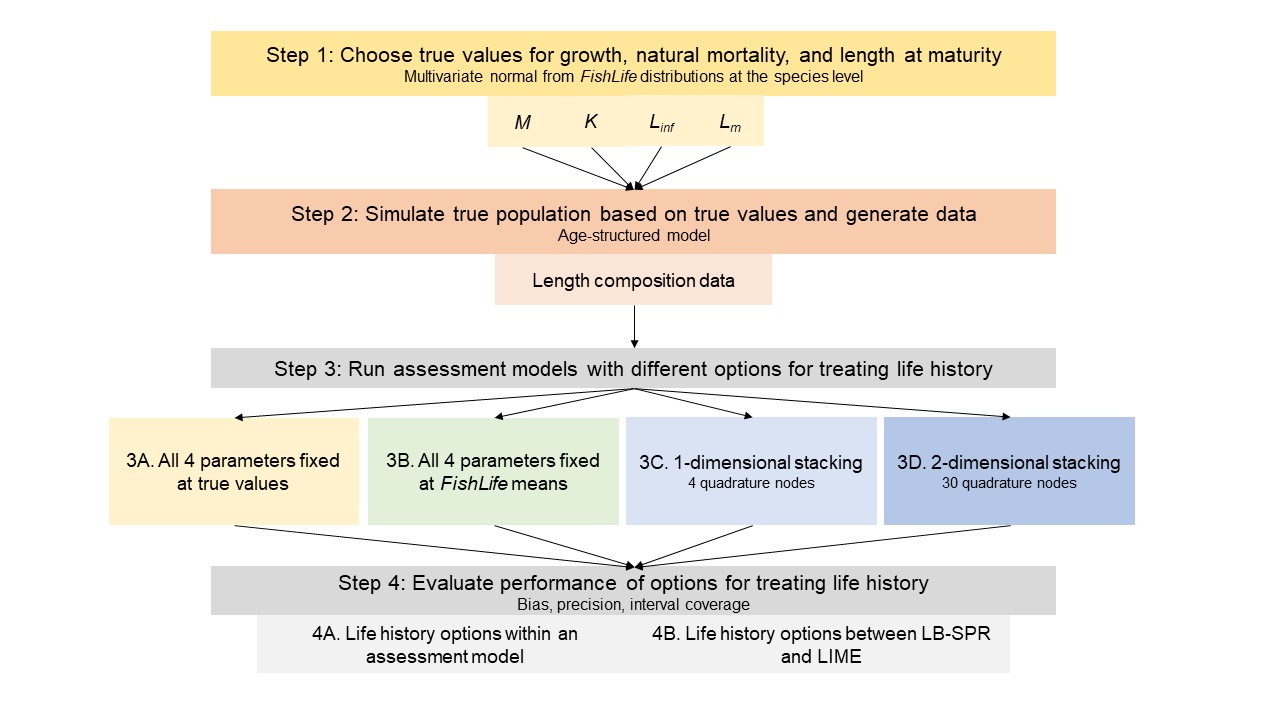 Step 1: Choose true values for growth, natural mortality, and length at maturity
Multivariate normal from FishLife distributions at the species level
M K Linf Lm
Step 2: Simulate true population based on true values and generate data
Age-structured model
Length composition data
Step 3: Run assessment models with different options for treating life history
3A. All 4 parameters fixed
at true values
3B. All 4 parameters fixed
at FishLife means
3C. 1-dimensional stacking
4 quadrature nodes
3D. 2-dimensional stacking
30 quadrature nodes
Step 4: Evaluate performance of options for treating life history
Bias, precision, interval coverage
4A. Life history options within an
assessment model
4B. Life history options between LB-SPR
and LIME